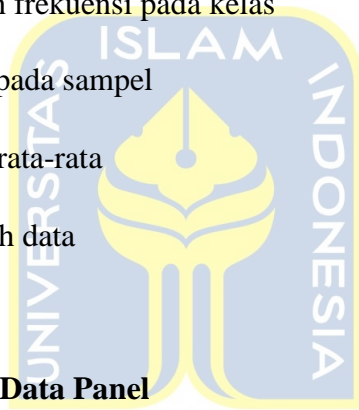 frekuensi pada kelas
pada sampel
rata-rata
data
Data Panel
UNIVERSITAS
ISLAM
INDONESIA